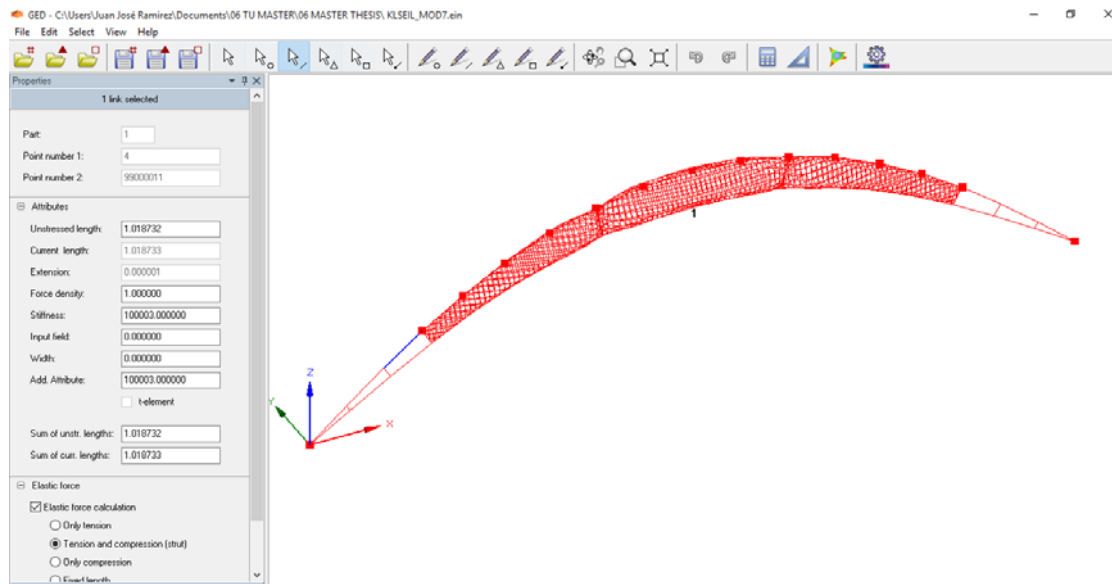 GED - C:\Users\Juan José Ramirez\Documents\06 TU MASTER\06 MASTER THESIS\ KLSEIL_MOD7.ein
File Edit Select View Help
Properties
1 link selected
Part: 1
Point number 1: 4
Point number 2: 99000011
Attributes
Unstressed length: 1.018732
Current length: 1.018733
Extension: 0.000001
Force density: 1.000000
Stiffness: 100003.000000
Input field: 0.000000
Width: 0.000000
Add. Attribute: 100003.000000
t-element
Sum of unstr. lengths: 1.018732
Sum of curr. lengths: 1.018733
Elastic force
Elastic force calculation
Only tension
Tension and compression (strut)
Only compression
Fixed length
1
Z
Y
X